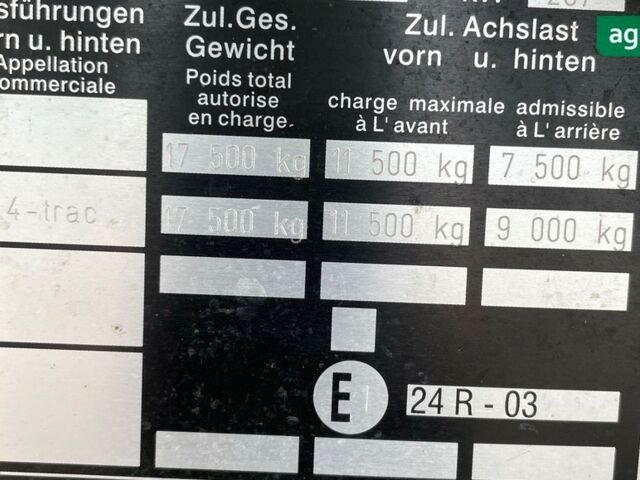 sführungen
rn u. hinten
Appellation
ommerciale
Zul.Ges.
Gewicht
Poids total
autorise
en charge
Zul. Achslast
vorn u. hinten
charge maximale admissible
à L'avant à L'arrière
ag
17 500 kg 11 500 kg 7 500 kg
4-trac 17 500 kg 11 500 kg 9 000 kg
E1 24 R - 03